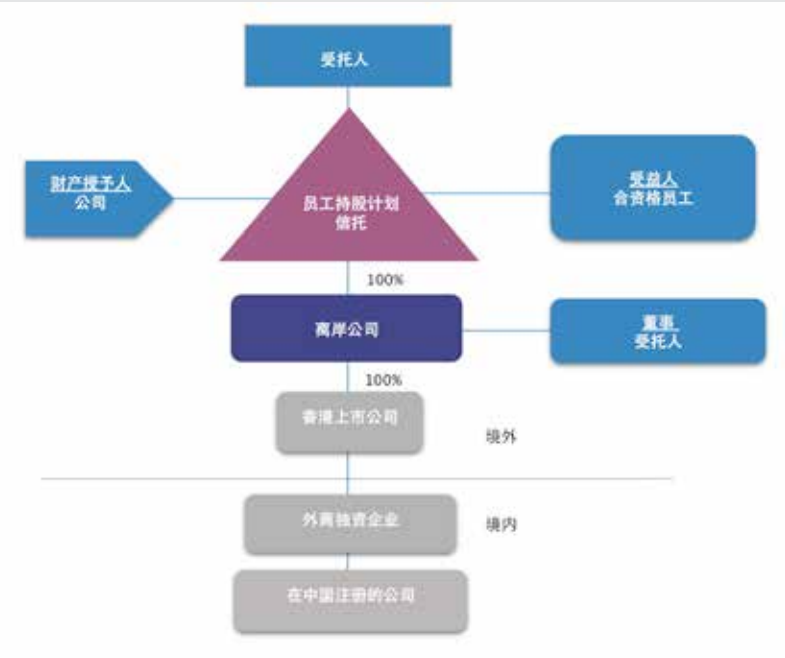 受托人
财产授予人
公司
员工持股计划
信托
受益人
合资格员工
100%
离岸公司
董事
受托人
100%
香港上市公司
境外
外商独资企业
境内
在中国注册的公司